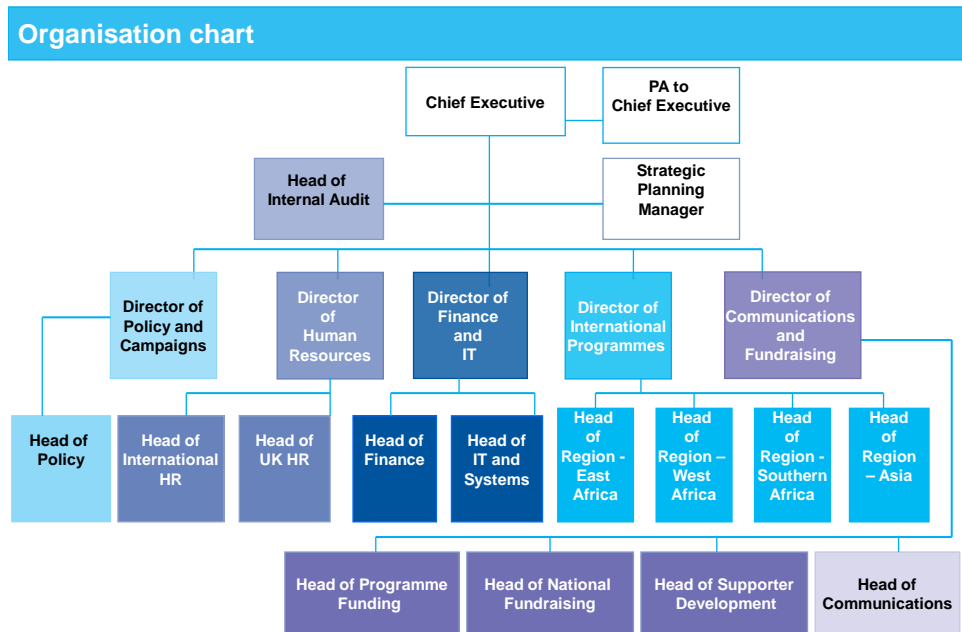 Organisation chart
Chief Executive
PA to
Chief Executive
Head of
Internal Audit
Strategic
Planning
Manager
Director of
Policy and
Campaigns
Director
of
Human
Resources
Director of
Finance
and
IT
Director of
International
Programmes
Director of
Communications
and
Fundraising
Head of
Policy
Head of
International
HR
Head of
UK HR
Head of
Finance
Head of
IT and
Systems
Head
of
Region -
East
Africa
Head
of
Region –
West
Africa
Head
of
Region -
Southern
Africa
Head
of
Region
– Asia
Head of Programme
Funding
Head of National
Fundraising
Head of Supporter
Development
Head of
Communications